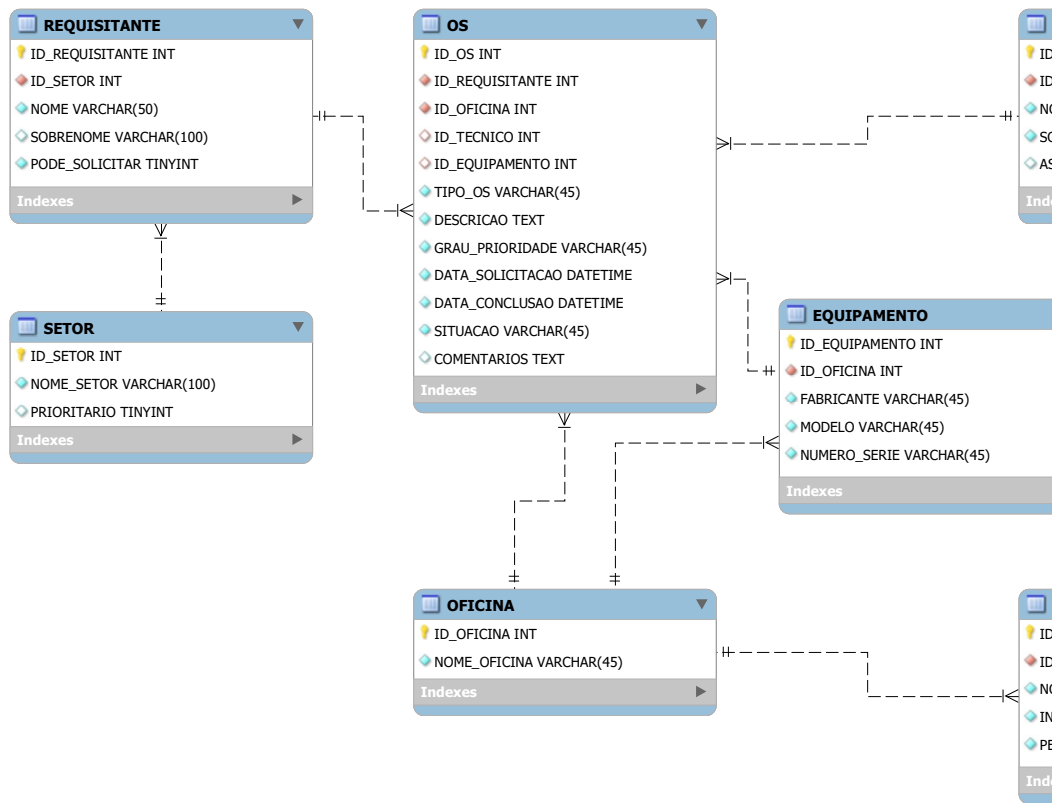 REQUISITANTE
ID_REQUISITANTE INT
ID_SETOR INT
NOME VARCHAR(50)
SOBRENOME VARCHAR(100)
PODE_SOLICITAR TINYINT
Indexes
SETOR
ID_SETOR INT
NOME_SETOR VARCHAR(100)
PRIORITARIO TINYINT
Indexes
OS
ID_OS INT
ID_REQUISITANTE INT
ID_OFICINA INT
ID_TECNICO INT
ID_EQUIPAMENTO INT
TIPO_OS VARCHAR(45)
DESCRICAO TEXT
GRAU_PRIORIDADE VARCHAR(45)
DATA_SOLICITACAO DATETIME
DATA_CONCLUSAO DATETIME
SITUACAO VARCHAR(45)
COMENTARIOS TEXT
Indexes
OFICINA
ID_OFICINA INT
NOME_OFICINA VARCHAR(45)
Indexes
EQUIPAMENTO
ID_EQUIPAMENTO INT
ID_OFICINA INT
FABRICANTE VARCHAR(45)
MODELO VARCHAR(45)
NUMERO_SERIE VARCHAR(45)
Indexes